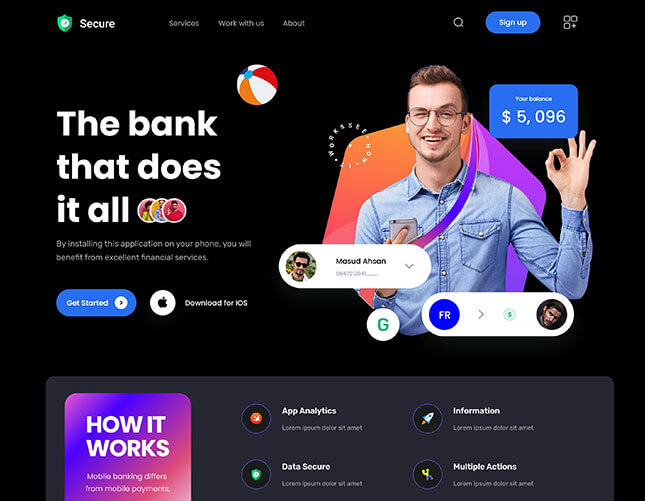 Secure
Services
Work with us
About
Sign up
The bank
that does
it all
By installing this application on your phone, you will
benefit from excellent financial services.
Get Started
Download for IOS
Your balance
$ 5, 096
Masud Ahsan
G
FR
S
HOW IT
WORKS
Mobile banking differs
from mobile payments,
App Analytics
Lorem ipsum dolor sit amet
Information
Lorem ipsum dolor sit amet
Data Secure
Lorem ipsum dolor sit amet
Multiple Actions
Lorem ipsum dolor sit amet